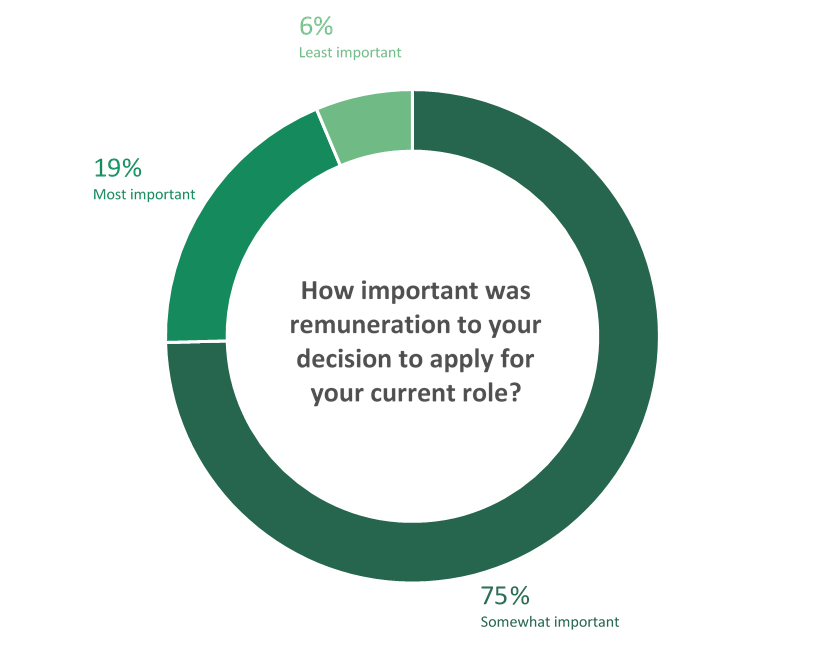 6%
Least important
19%
Most important
How important was
remuneration to your
decision to apply for
your current role?
75%
Somewhat important